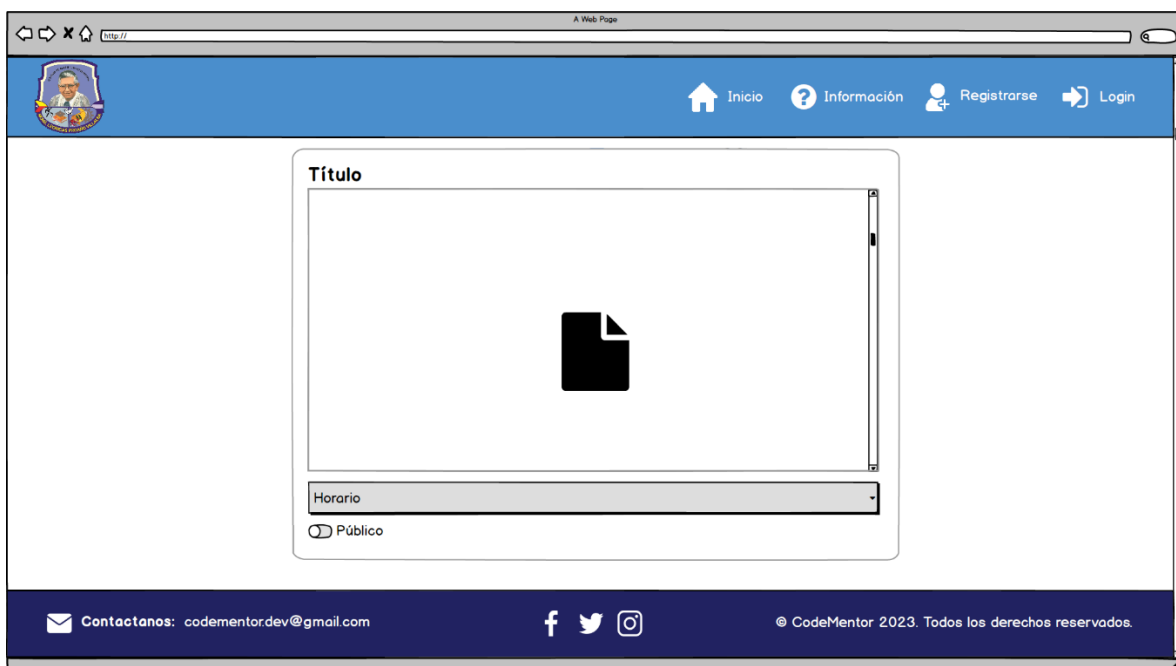 A Web Page
http://
Inicio
Información
Registrarse
Login
Título
Horario
Público
Contactanos: codementor.dev@gmail.com
© CodeMentor 2023. Todos los derechos reservados.